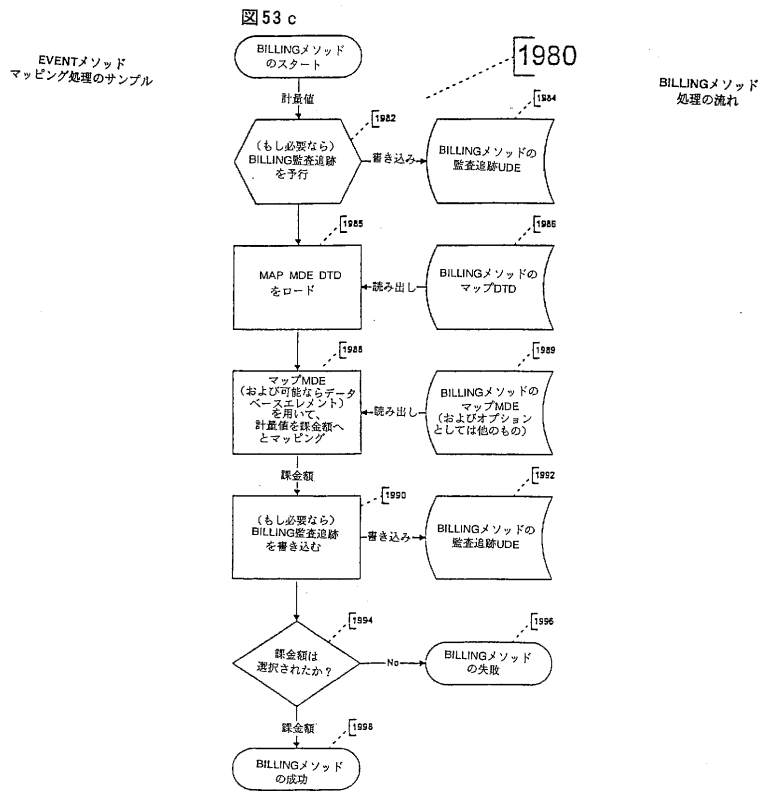 図53 c
EVENTメソッド
マッピング処理のサンプル
BILLINGメソッド
のスタート
1980
BILLINGメソッド
処理の流れ
計量値
1982
1984
(もし必要なら)
BILLING監査追跡
を予行
書き込み
BILLINGメソッドの
監査追跡UDE
1985
1986
MAP MDE DTD
をロード
読み出し
BILLINGメソッドの
マップDTD
1988
1989
マップMDE
(および可能ならデータ
ベースエレメント)
を用いて、
計量値を課金額へ
とマッピング
読み出し
BILLINGメソッドの
マップMDE
(およびオプション
としては他のもの)
課金額
1990
1992
(もし必要なら)
BILLING監査追跡
を書き込む
書き込み
BILLINGメソッドの
監査追跡UDE
1994
1996
課金額は
選択されたか?
No
BILLINGメソッド
の失敗
課金額
1998
BILLINGメソッド
の成功